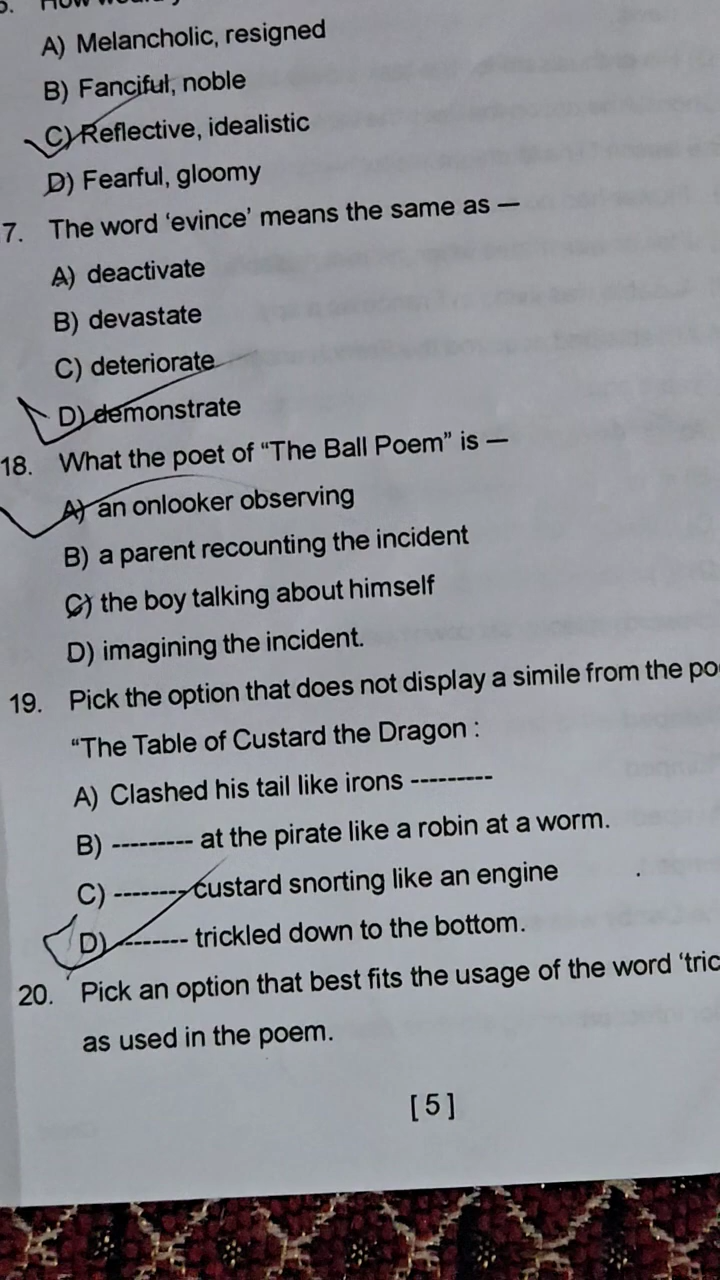 A) Melancholic, resigned
B) Fanciful, noble
C) Reflective, idealistic
D) Fearful, gloomy
7. The word ‘evince’ means the same as —
A) deactivate
B) devastate
C) deteriorate
D) demonstrate
18. What the poet of “The Ball Poem” is —
A) an onlooker observing
B) a parent recounting the incident
C) the boy talking about himself
D) imagining the incident.
19. Pick the option that does not display a simile from the po
“The Table of Custard the Dragon :
A) Clashed his tail like irons ---------
B) --------- at the pirate like a robin at a worm.
C) -------- custard snorting like an engine
D) -------- trickled down to the bottom.
20. Pick an option that best fits the usage of the word ‘tric
as used in the poem.
[ 5 ]